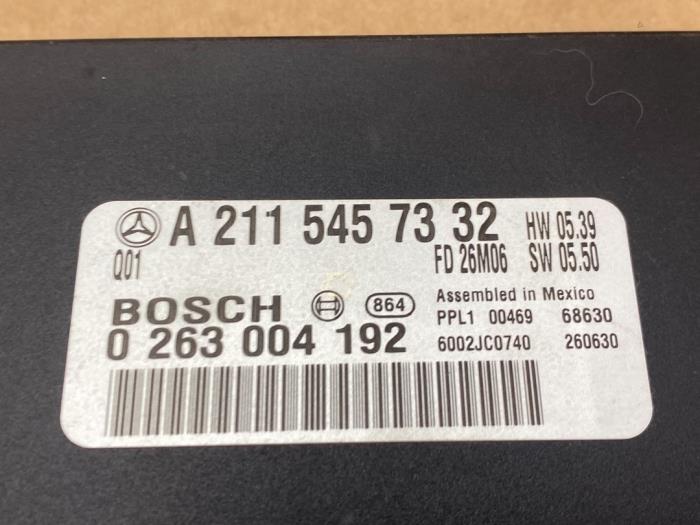 A 211 545 73 32 HW 05.39
Q01 FD 26M06 SW 05.50
BOSCH 864 Assembled in Mexico
PPL1 00469 68630
0 263 004 192 6002JC0740 260630